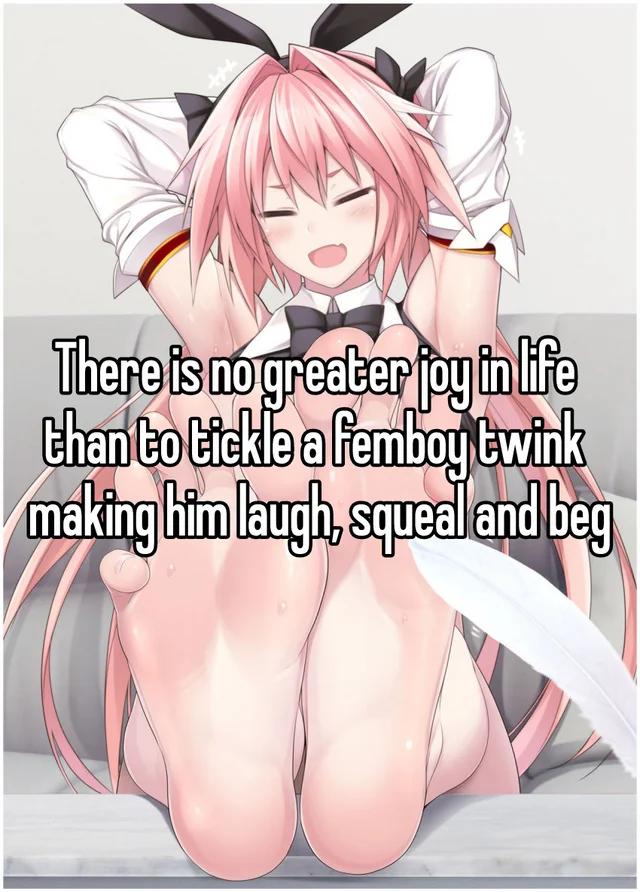 There is no greater joy in life
than to tickle a femboy twink
making him laugh, squeal and beg